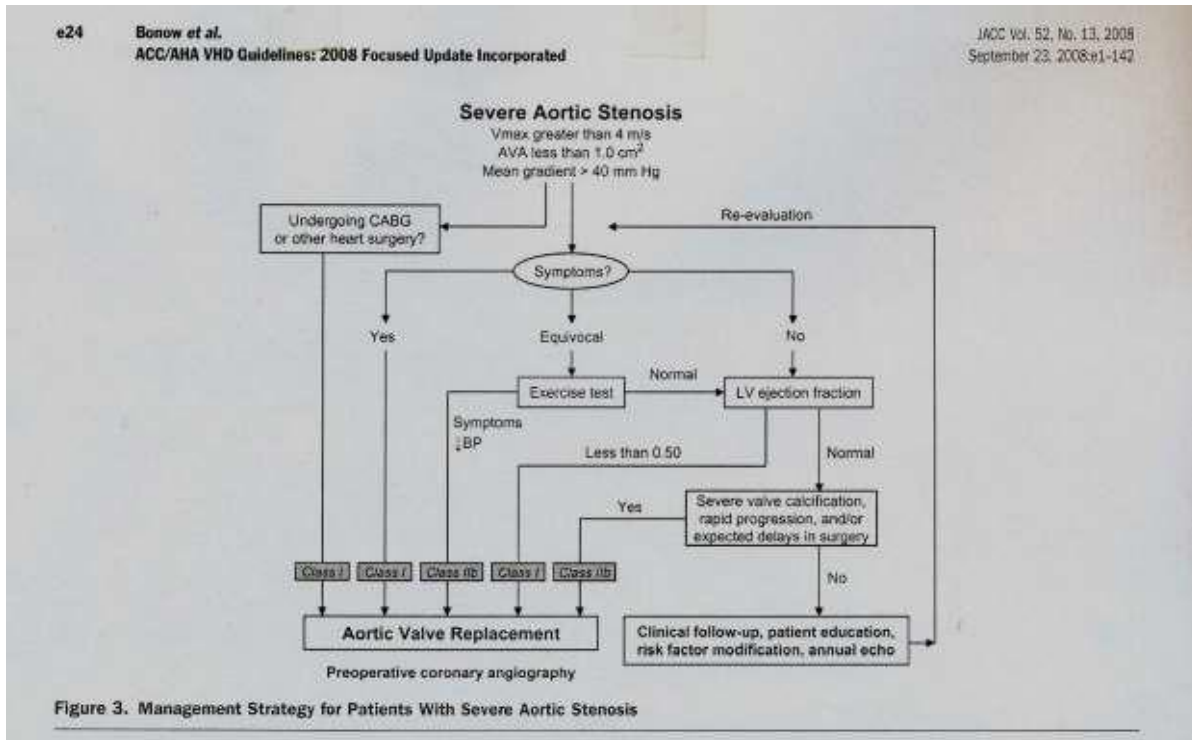 e24
Bonow et al.
ACC/AHA VHD Guidelines: 2008 Focused Update Incorporated
JACC Vol. 52, No. 13, 2008
September 23, 2008:e1–142
Severe Aortic Stenosis
Vmax greater than 4 m/s
AVA less than 1.0 cm²
Mean gradient > 40 mm Hg
Undergoing CABG
or other heart surgery?
Re-evaluation
Symptoms?
Yes
Equivocal
No
Exercise test
Normal
LV ejection fraction
Symptoms
↓BP
Less than 0.50
Normal
Yes
Severe valve calcification,
rapid progression, and/or
expected delays in surgery
No
Class I
Class I
Class IIb
Class I
Class IIb
Aortic Valve Replacement
Clinical follow-up, patient education,
risk factor modification, annual echo
Preoperative coronary angiography
Figure 3. Management Strategy for Patients With Severe Aortic Stenosis